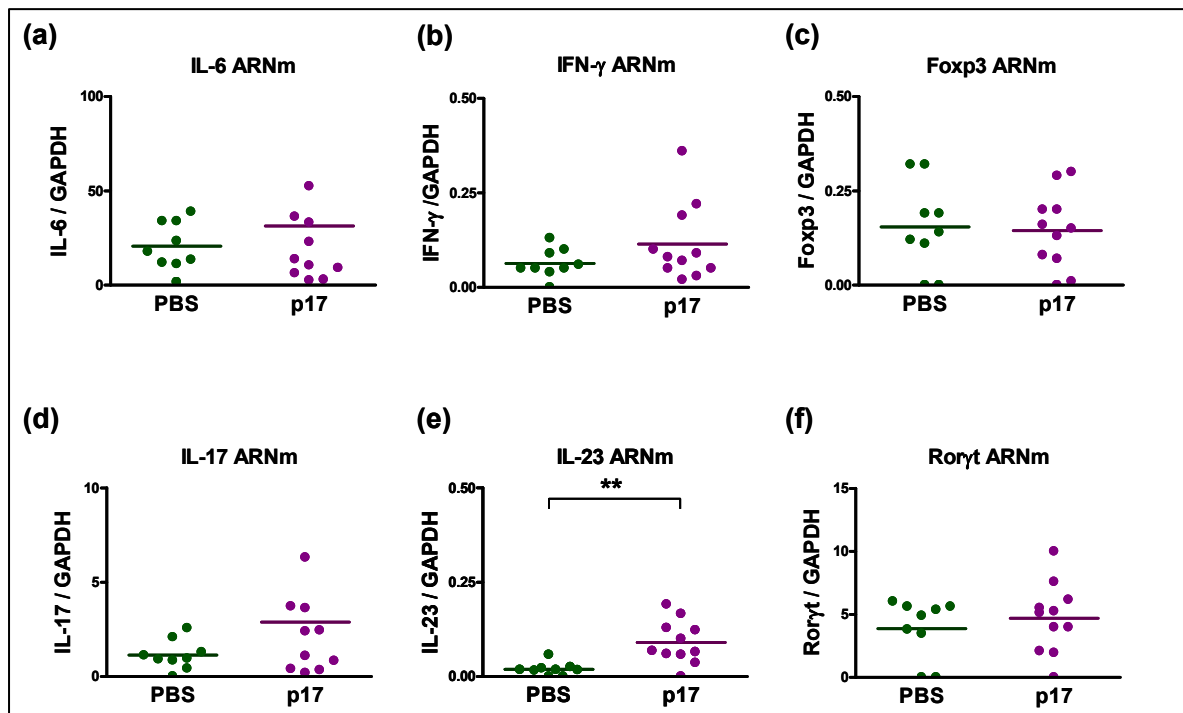 (a)
IL-6 ARNm
100
50
0
IL-6 / GAPDH
PBS
p17
(b)
IFN-γ ARNm
0.50
0.25
0.00
IFN-γ /GAPDH
PBS
p17
(c)
Foxp3 ARNm
0.50
0.25
0.00
Foxp3 / GAPDH
PBS
p17
(d)
IL-17 ARNm
10
5
0
IL-17 / GAPDH
PBS
p17
(e)
IL-23 ARNm
0.50
0.25
0.00
IL-23 / GAPDH
**
PBS
p17
(f)
Rorγt ARNm
15
10
5
0
Rorγt / GAPDH
PBS
p17